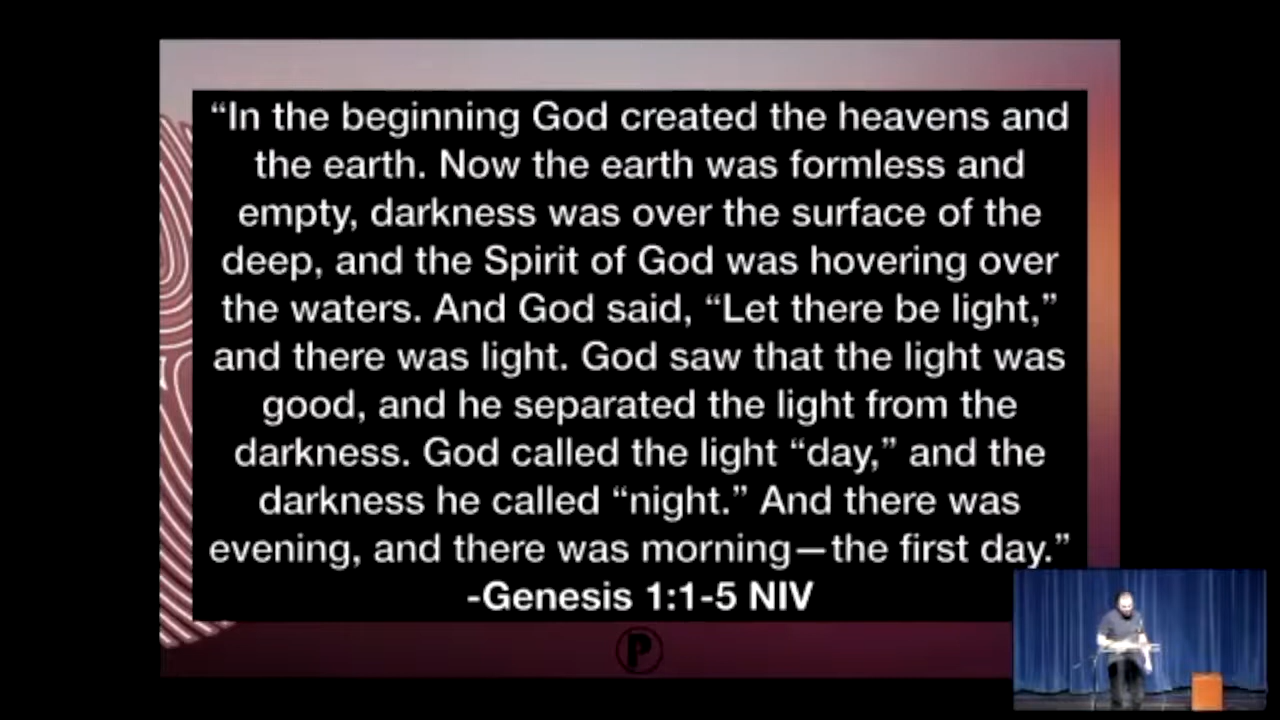 “In the beginning God created the heavens and
the earth. Now the earth was formless and
empty, darkness was over the surface of the
deep, and the Spirit of God was hovering over
the waters. And God said, “Let there be light,”
and there was light. God saw that the light was
good, and he separated the light from the
darkness. God called the light “day,” and the
darkness he called “night.” And there was
evening, and there was morning—the first day.”
-Genesis 1:1-5 NIV
P